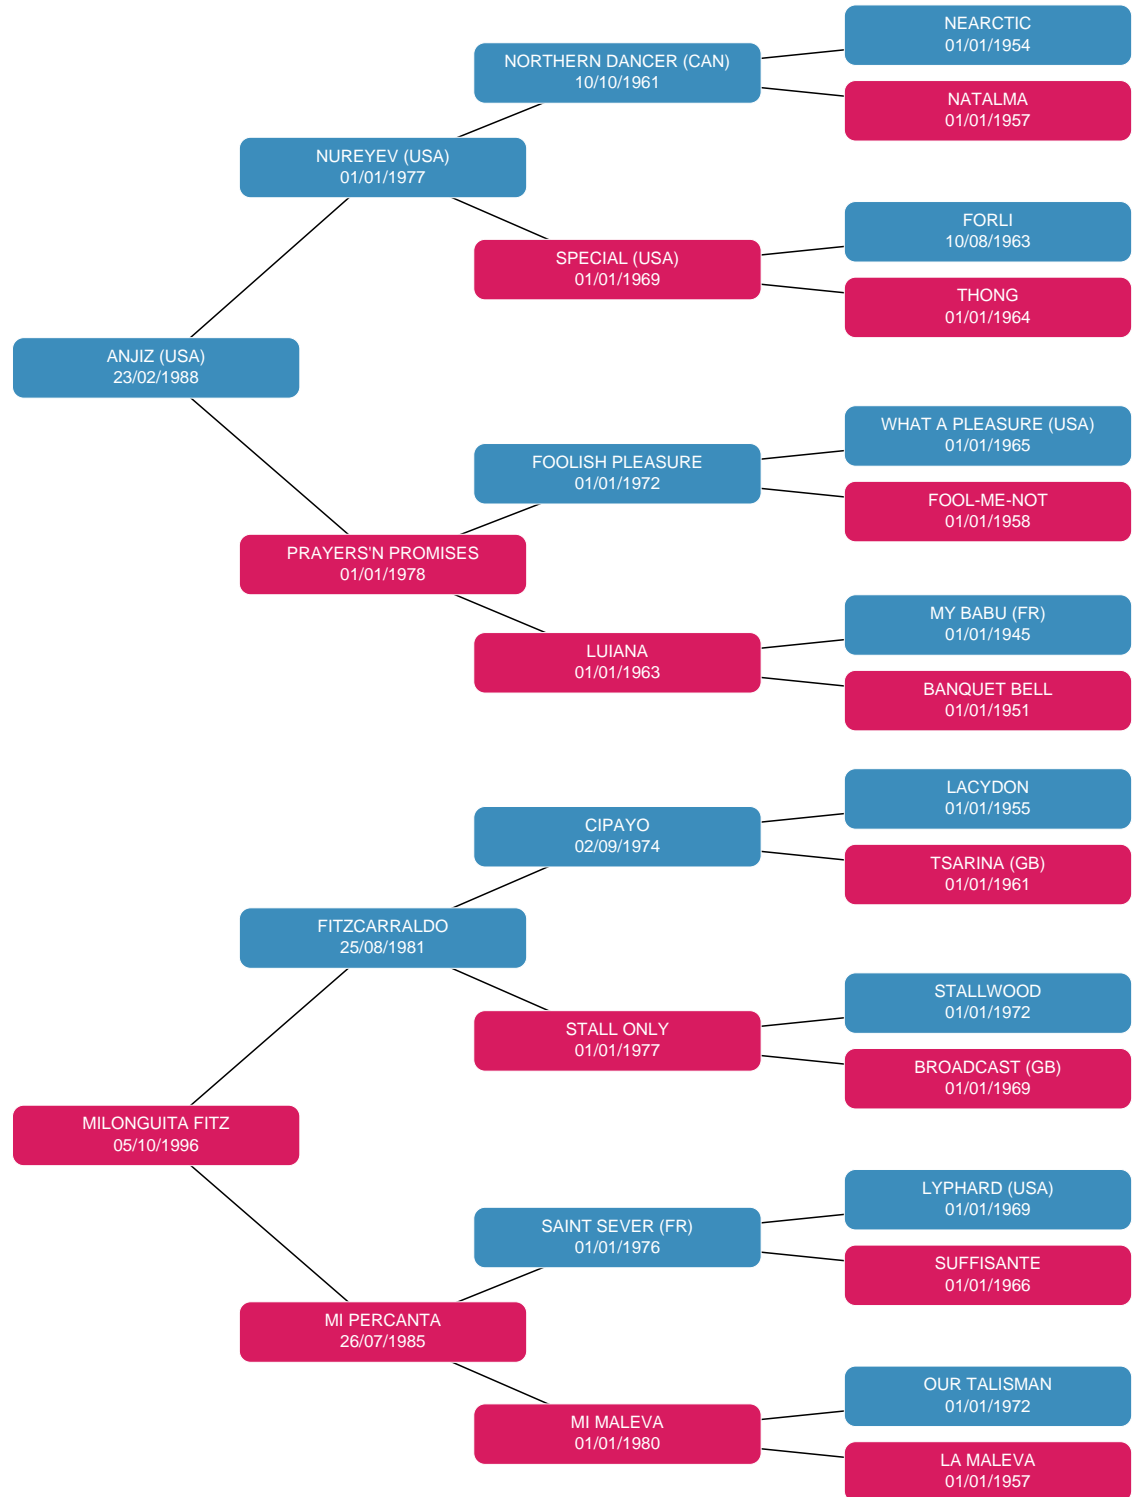 NEARCTIC
01/01/1954
NORTHERN DANCER (CAN)
10/10/1961
NATALMA
01/01/1957
NUREYEV (USA)
01/01/1977
FORLI
10/08/1963
SPECIAL (USA)
01/01/1969
THONG
01/01/1964
ANJIZ (USA)
23/02/1988
WHAT A PLEASURE (USA)
01/01/1965
FOOLISH PLEASURE
01/01/1972
FOOL-ME-NOT
01/01/1958
PRAYERS'N PROMISES
01/01/1978
MY BABU (FR)
01/01/1945
LUIANA
01/01/1963
BANQUET BELL
01/01/1951
LACYDON
01/01/1955
CIPAYO
02/09/1974
TSARINA (GB)
01/01/1961
FITZCARRALDO
25/08/1981
STALLWOOD
01/01/1972
STALL ONLY
01/01/1977
BROADCAST (GB)
01/01/1969
MILONGUITA FITZ
05/10/1996
LYPHARD (USA)
01/01/1969
SAINT SEVER (FR)
01/01/1976
SUFFISANTE
01/01/1966
MI PERCANTA
26/07/1985
OUR TALISMAN
01/01/1972
MI MALEVA
01/01/1980
LA MALEVA
01/01/1957